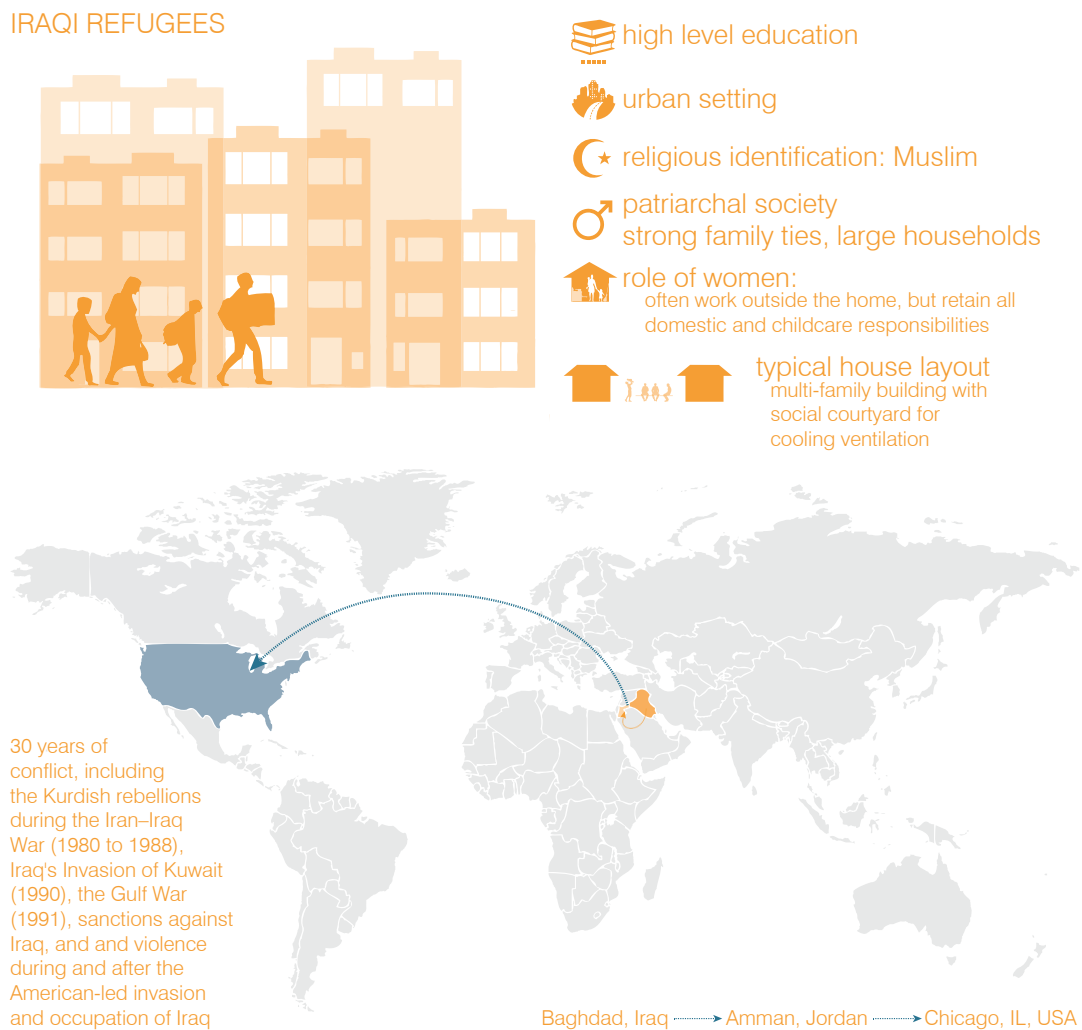 IRAQI REFUGEES
high level education
urban setting
religious identification: Muslim
patriarchal society
strong family ties, large households
role of women:
often work outside the home, but retain all
domestic and childcare responsibilities
typical house layout
multi-family building with
social courtyard for
cooling ventilation
30 years of
conflict, including
the Kurdish rebellions
during the Iran–Iraq
War (1980 to 1988),
Iraq's Invasion of Kuwait
(1990), the Gulf War
(1991), sanctions against
Iraq, and and violence
during and after the
American-led invasion
and occupation of Iraq
Baghdad, Iraq Amman, Jordan Chicago, IL, USA